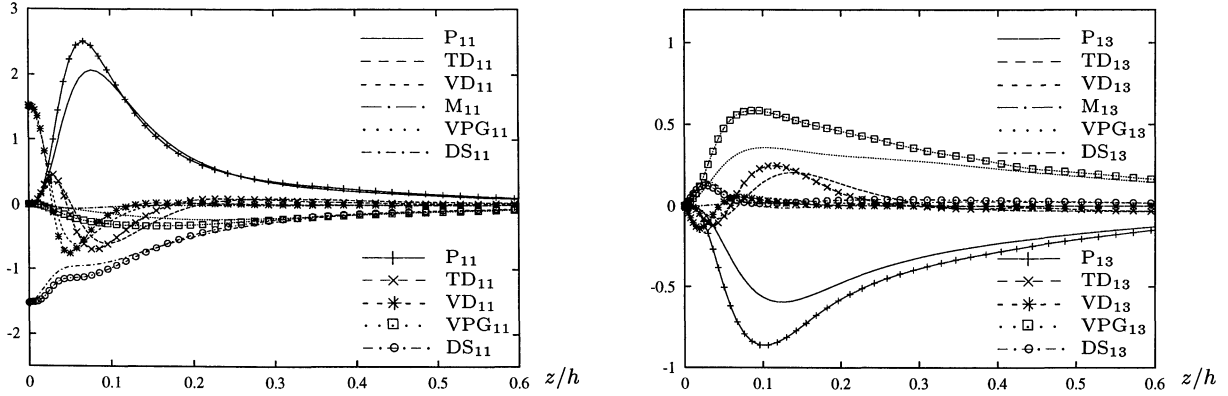 3
2
1
0
-1
-2
0
0.1
0.2
0.3
0.4
0.5
0.6
z/h
P₁₁
TD₁₁
VD₁₁
M₁₁
VPG₁₁
DS₁₁
P₁₁
TD₁₁
VD₁₁
VPG₁₁
DS₁₁
1
0.5
0
-0.5
-1
0
0.1
0.2
0.3
0.4
0.5
0.6
z/h
P₁₃
TD₁₃
VD₁₃
M₁₃
VPG₁₃
DS₁₃
P₁₃
TD₁₃
VD₁₃
VPG₁₃
DS₁₃